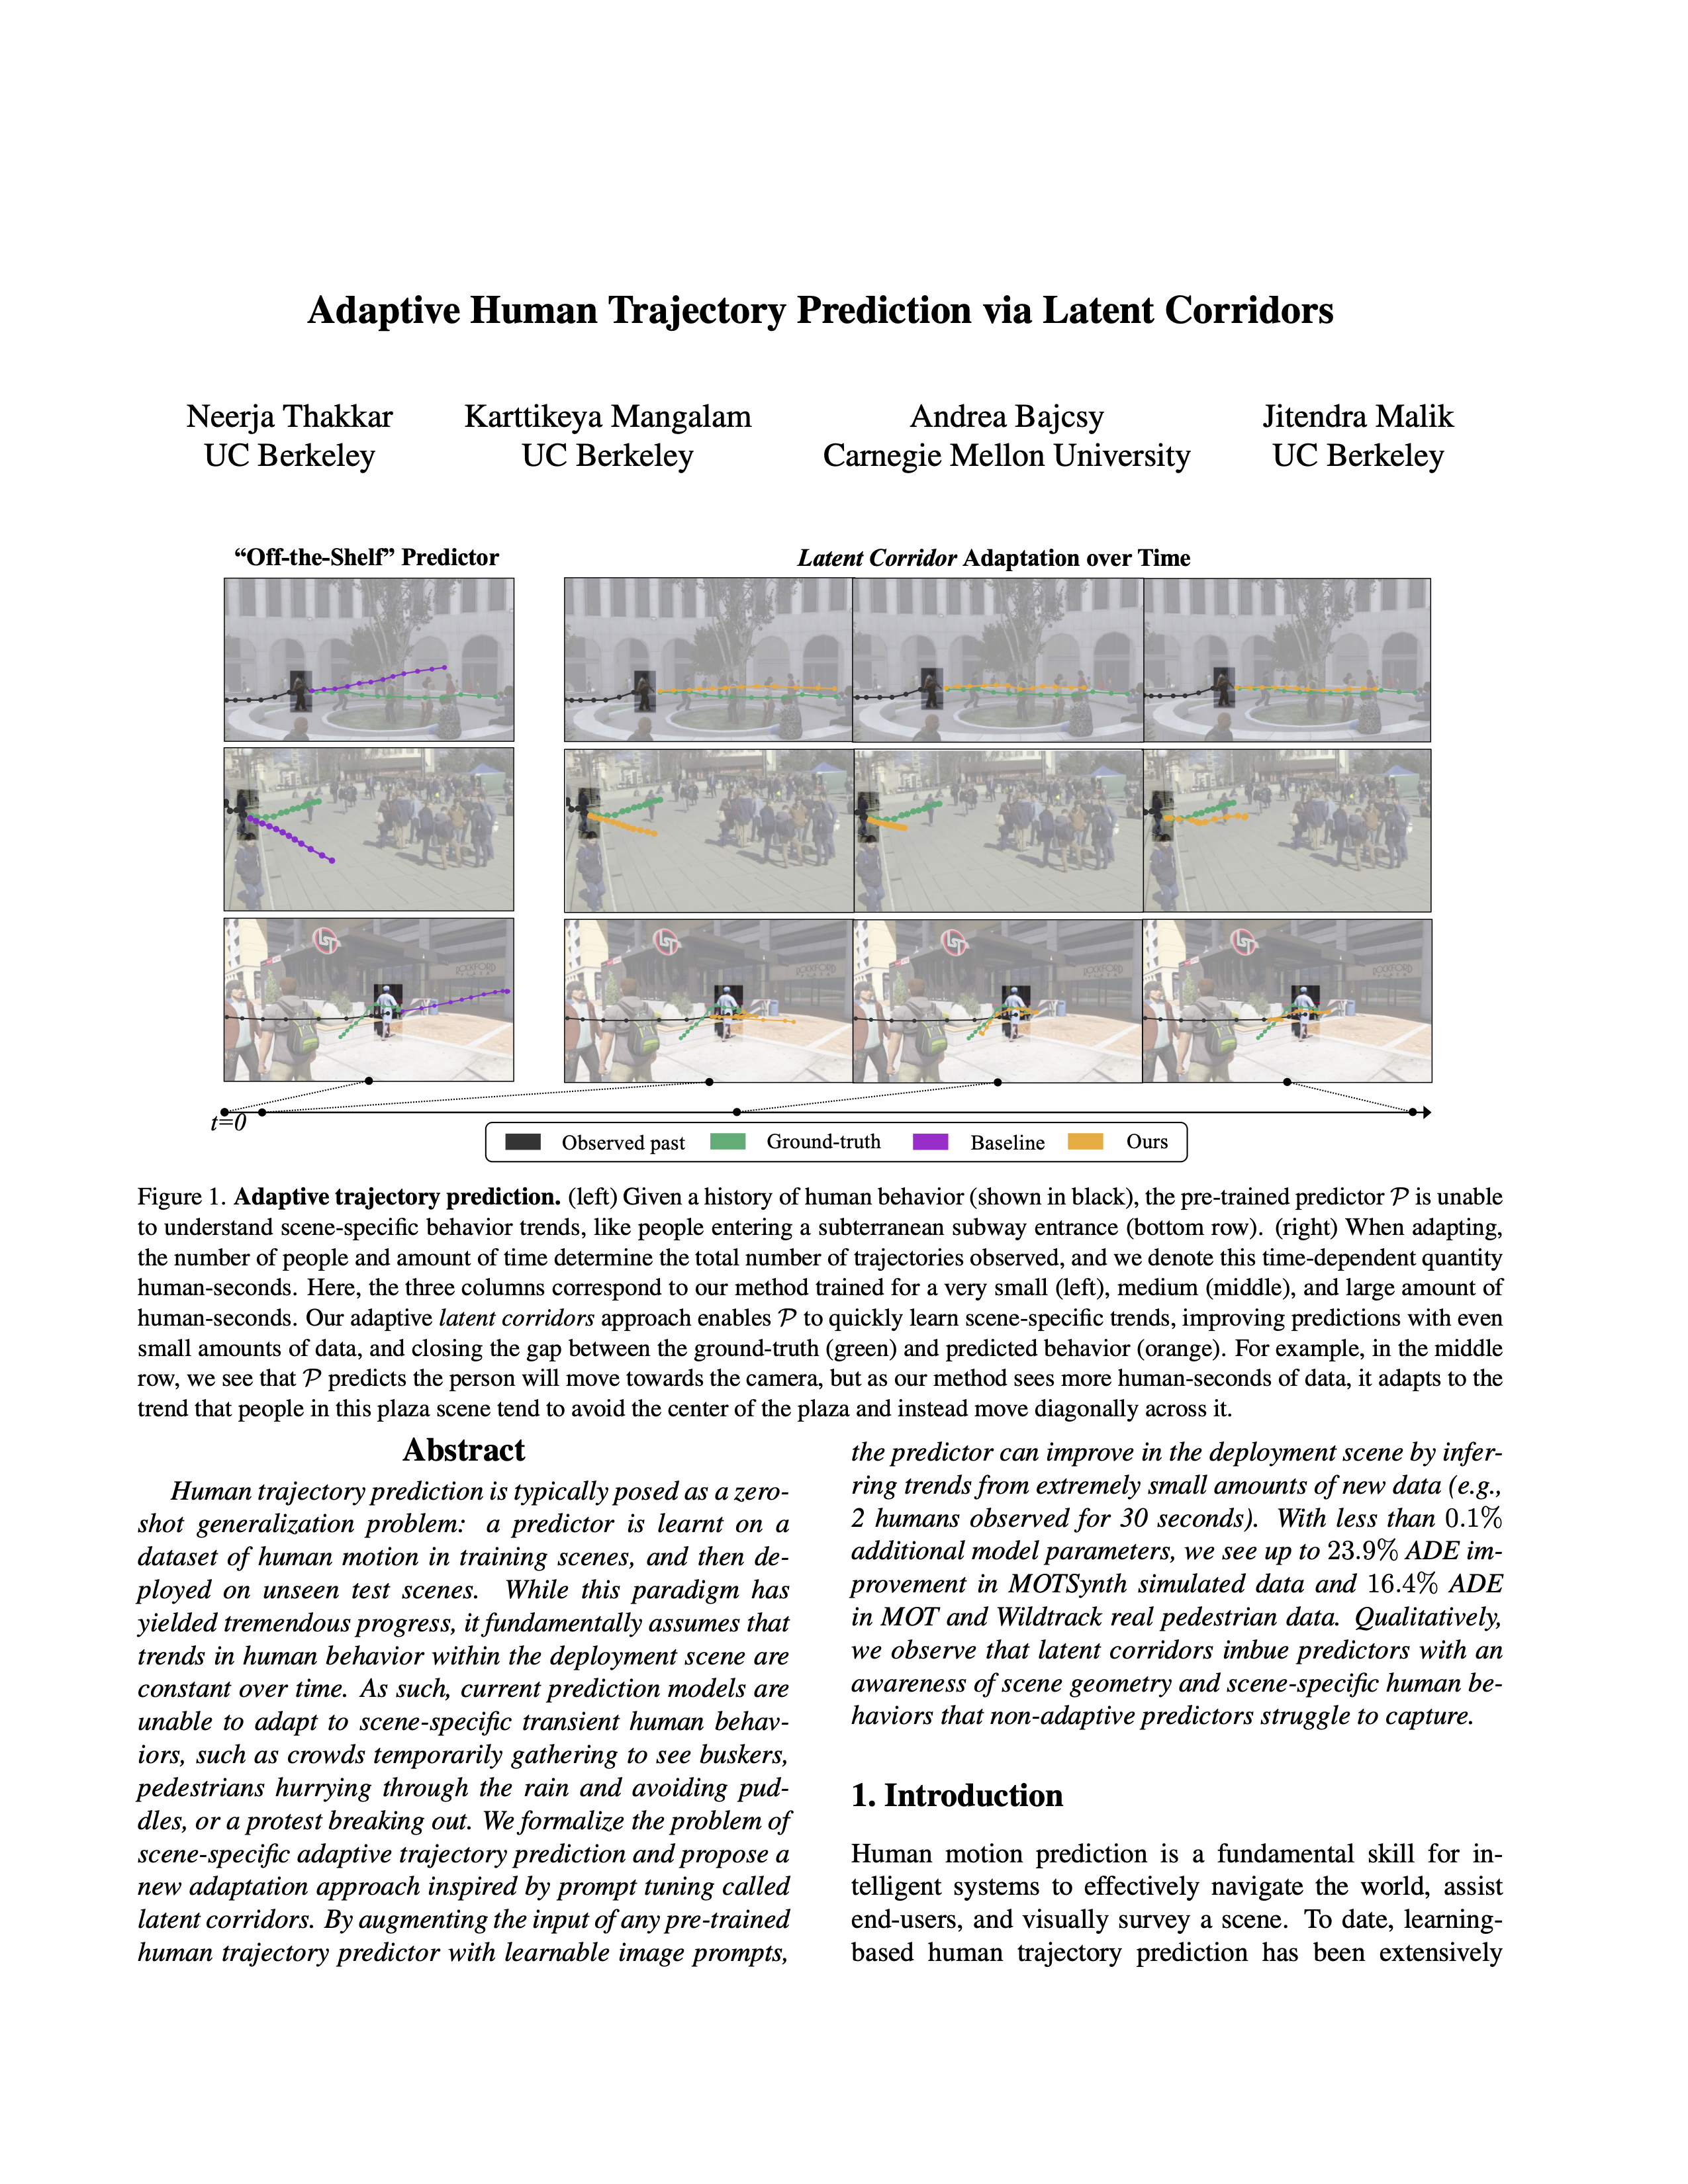 Adaptive Human Trajectory Prediction via Latent Corridors
Neerja Thakkar
UC Berkeley
Karttikeya Mangalam
UC Berkeley
Andrea Bajcsy
Carnegie Mellon University
Jitendra Malik
UC Berkeley
“Off-the-Shelf” Predictor
Latent Corridor Adaptation over Time
LST
LST
LST
LST
t=0
Observed past Ground-truth Baseline Ours
Figure 1. Adaptive trajectory prediction. (left) Given a history of human behavior (shown in black), the pre-trained predictor 𝒫 is unable
to understand scene-specific behavior trends, like people entering a subterranean subway entrance (bottom row). (right) When adapting,
the number of people and amount of time determine the total number of trajectories observed, and we denote this time-dependent quantity
human-seconds. Here, the three columns correspond to our method trained for a very small (left), medium (middle), and large amount of
human-seconds. Our adaptive latent corridors approach enables 𝒫 to quickly learn scene-specific trends, improving predictions with even
small amounts of data, and closing the gap between the ground-truth (green) and predicted behavior (orange). For example, in the middle
row, we see that 𝒫 predicts the person will move towards the camera, but as our method sees more human-seconds of data, it adapts to the
trend that people in this plaza scene tend to avoid the center of the plaza and instead move diagonally across it.
Abstract
Human trajectory prediction is typically posed as a zero-
shot generalization problem: a predictor is learnt on a
dataset of human motion in training scenes, and then de-
ployed on unseen test scenes. While this paradigm has
yielded tremendous progress, it fundamentally assumes that
trends in human behavior within the deployment scene are
constant over time. As such, current prediction models are
unable to adapt to scene-specific transient human behav-
iors, such as crowds temporarily gathering to see buskers,
pedestrians hurrying through the rain and avoiding pud-
dles, or a protest breaking out. We formalize the problem of
scene-specific adaptive trajectory prediction and propose a
new adaptation approach inspired by prompt tuning called
latent corridors. By augmenting the input of any pre-trained
human trajectory predictor with learnable image prompts,
the predictor can improve in the deployment scene by infer-
ring trends from extremely small amounts of new data (e.g.,
2 humans observed for 30 seconds). With less than 0.1%
additional model parameters, we see up to 23.9% ADE im-
provement in MOTSynth simulated data and 16.4% ADE
in MOT and Wildtrack real pedestrian data. Qualitatively,
we observe that latent corridors imbue predictors with an
awareness of scene geometry and scene-specific human be-
haviors that non-adaptive predictors struggle to capture.
1. Introduction
Human motion prediction is a fundamental skill for in-
telligent systems to effectively navigate the world, assist
end-users, and visually survey a scene. To date, learning-
based human trajectory prediction has been extensively